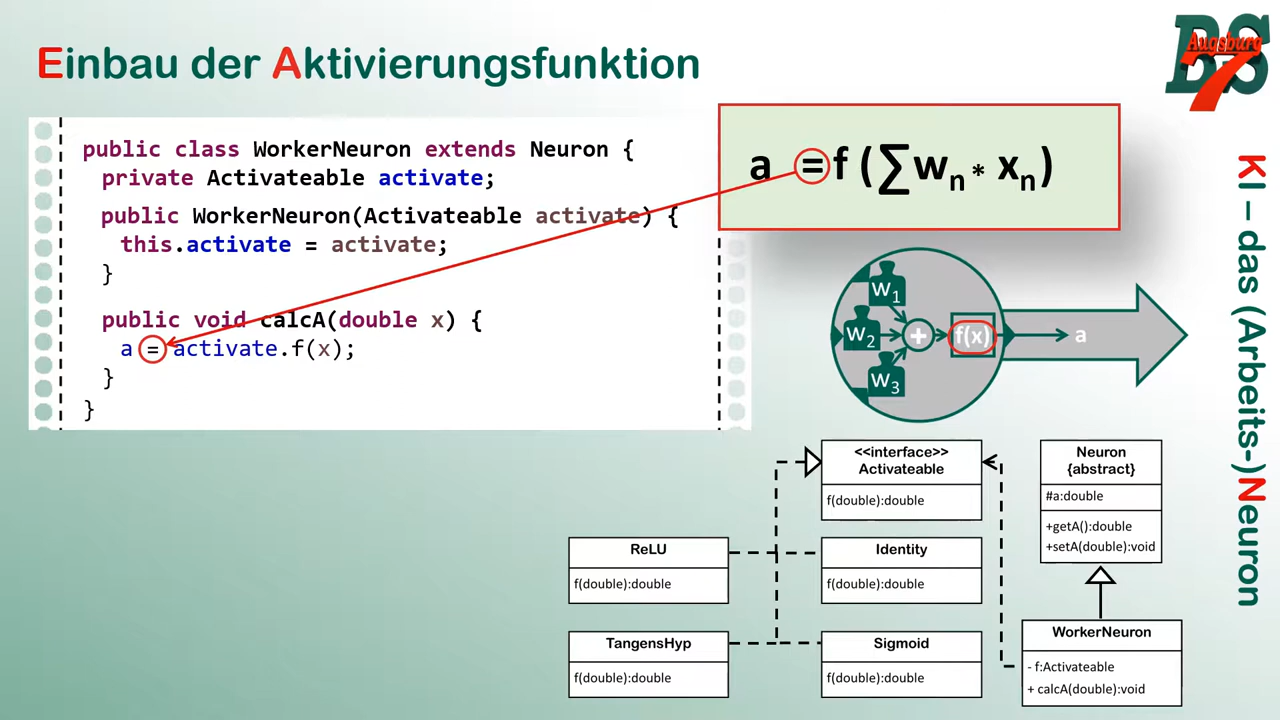 Einbau der Aktivierungsfunktion
BS
Augsburg
7
public class WorkerNeuron extends Neuron {
private Activateable activate;
public WorkerNeuron(Activateable activate) {
this.activate = activate;
}
public void calcA(double x) {
a = activate.f(x);
}
}
a = f (∑wn * xn)
W1
W2
W3
+
f(x)
a
KI – das (Arbeits-)Neuron
<<interface>>
Activateable
f(double):double
Neuron
{abstract}
#a:double
+getA():double
+setA(double):void
ReLU
f(double):double
Identity
f(double):double
TangensHyp
f(double):double
Sigmoid
f(double):double
WorkerNeuron
- f:Activateable
+ calcA(double):void